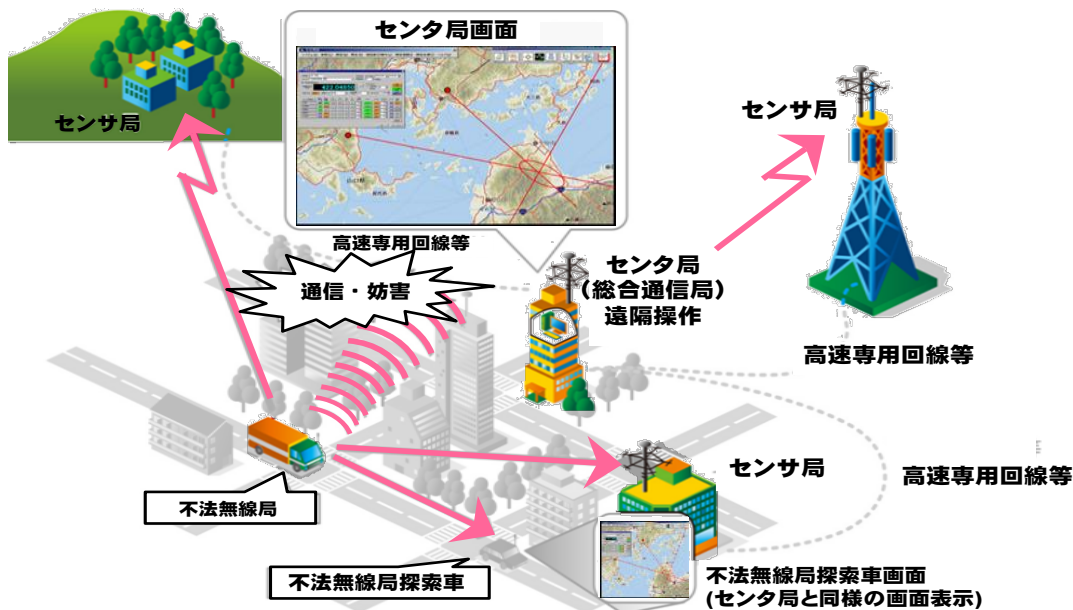 センタ局画面
センサ局
422.04850
センサ局
高速専用回線等
通信・妨害
センタ局
(総合通信局)
遠隔操作
高速専用回線等
センサ局
高速専用回線等
不法無線局
不法無線局探索車
不法無線局探索車画面
(センタ局と同様の画面表示)